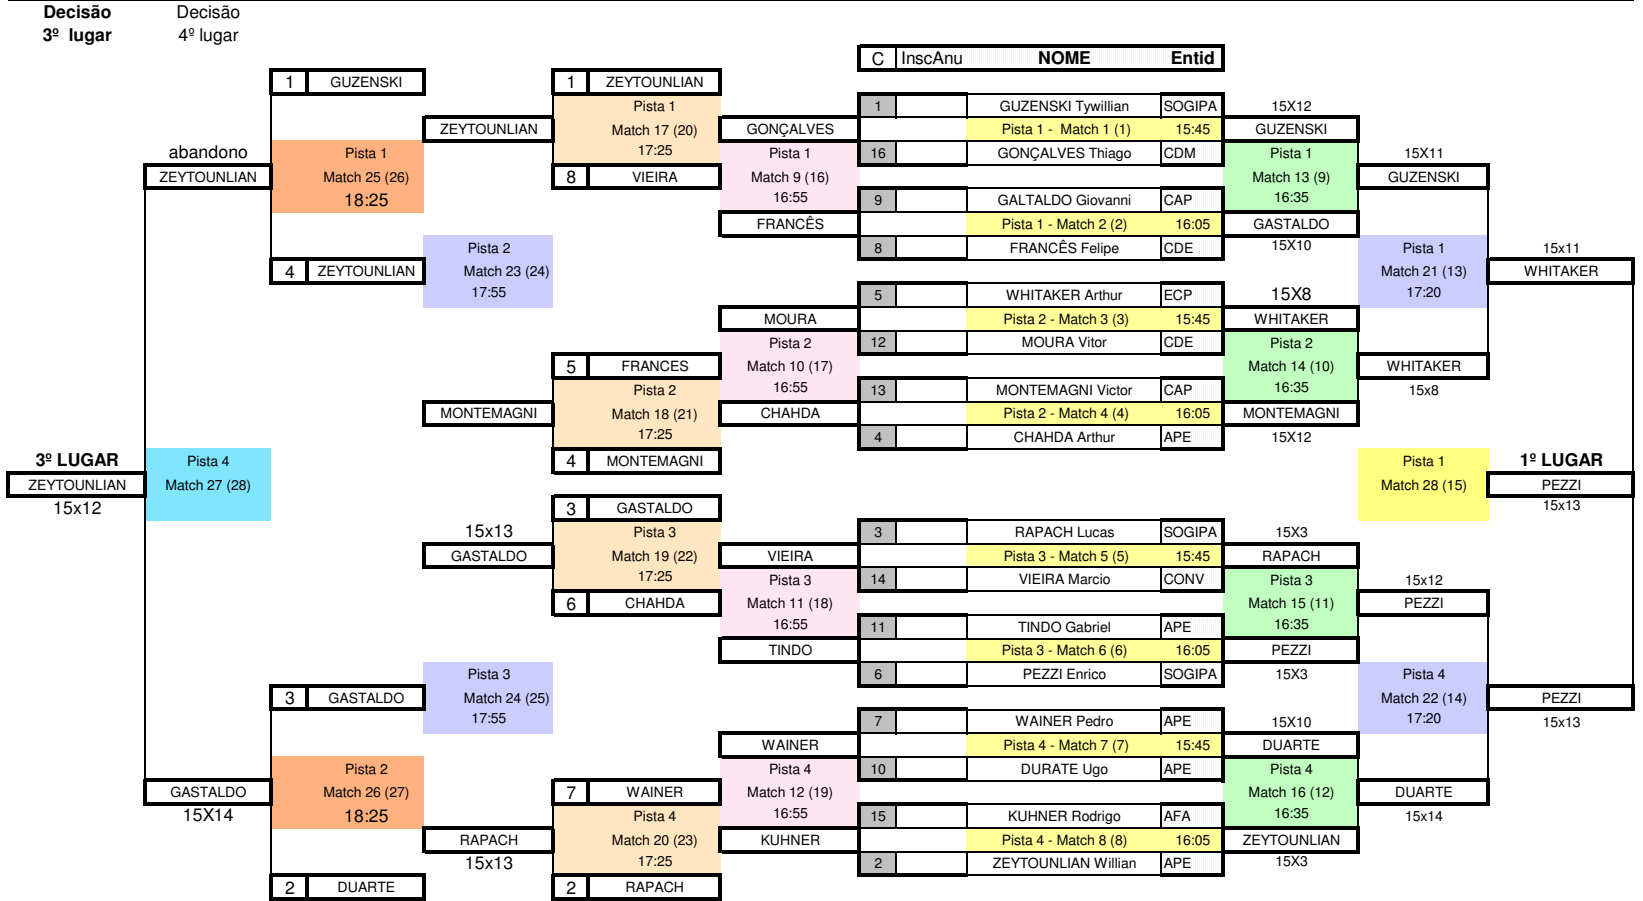 Decisão Decisão
3º lugar 4º lugar
C InscAnu NOME Entid
1 GUZENSKI 1 ZEYTOUNLIAN
Pista 1 1 GUZENSKI Tywillian SOGIPA 15X12
ZEYTOUNLIAN Match 17 (20) GONÇALVES Pista 1 - Match 1 (1) 15:45 GUZENSKI
abandono Pista 1 17:25 Pista 1 16 GONÇALVES Thiago CDM Pista 1 15X11
ZEYTOUNLIAN Match 25 (26) 8 VIEIRA Match 9 (16) Match 13 (9) GUZENSKI
18:25 16:55 9 GALTALDO Giovanni CAP 16:35
FRANCÊS Pista 1 - Match 2 (2) 16:05 GASTALDO
Pista 2 8 FRANCÊS Felipe CDE 15X10 Pista 1 15x11
4 ZEYTOUNLIAN Match 23 (24) Match 21 (13) WHITAKER
17:55 5 WHITAKER Arthur ECP 15X8 17:20
MOURA Pista 2 - Match 3 (3) 15:45 WHITAKER
Pista 2 12 MOURA Vitor CDE Pista 2
5 FRANCES Match 10 (17) Match 14 (10) WHITAKER
Pista 2 16:55 13 MONTEMAGNI Victor CAP 16:35 15x8
MONTEMAGNI Match 18 (21) CHAHDA Pista 2 - Match 4 (4) 16:05 MONTEMAGNI
17:25 4 CHAHDA Arthur APE 15X12
3º LUGAR Pista 4 4 MONTEMAGNI Pista 1 1º LUGAR
ZEYTOUNLIAN Match 27 (28) Match 28 (15) PEZZI
15x12 3 GASTALDO 15x13
15x13 Pista 3 3 RAPACH Lucas SOGIPA 15X3
GASTALDO Match 19 (22) VIEIRA Pista 3 - Match 5 (5) 15:45 RAPACH
17:25 Pista 3 14 VIEIRA Marcio CONV Pista 3 15x12
6 CHAHDA Match 11 (18) Match 15 (11) PEZZI
16:55 11 TINDO Gabriel APE 16:35
TINDO Pista 3 - Match 6 (6) 16:05 PEZZI
Pista 3 6 PEZZI Enrico SOGIPA 15X3 Pista 4
3 GASTALDO Match 24 (25) Match 22 (14) PEZZI
17:55 7 WAINER Pedro APE 15X10 17:20 15x13
WAINER Pista 4 - Match 7 (7) 15:45 DUARTE
Pista 2 Pista 4 10 DURATE Ugo APE Pista 4
GASTALDO Match 26 (27) 7 WAINER Match 12 (19) Match 16 (12) DUARTE
15X14 18:25 Pista 4 16:55 15 KUHNER Rodrigo AFA 16:35 15x14
RAPACH Match 20 (23) KUHNER Pista 4 - Match 8 (8) 16:05 ZEYTOUNLIAN
15x13 17:25 2 ZEYTOUNLIAN Willian APE 15X3
2 DUARTE 2 RAPACH